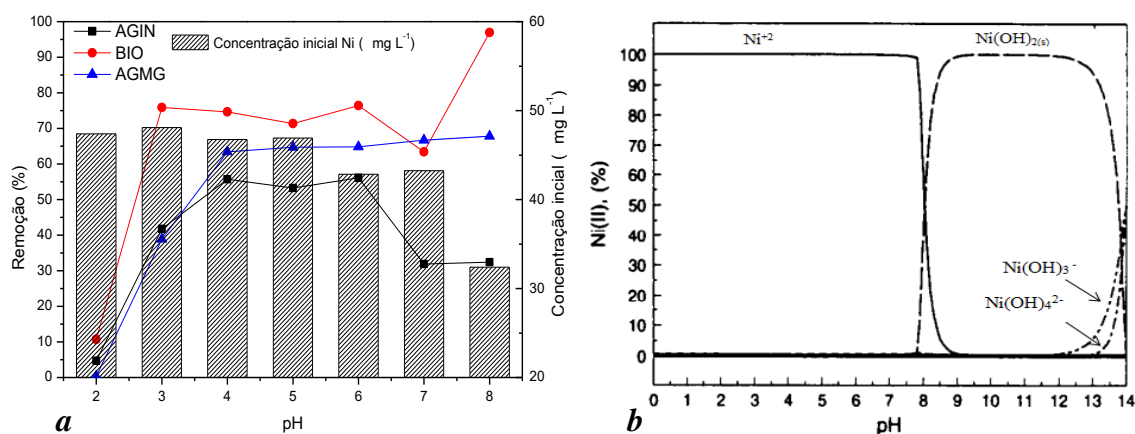 AGIN
BIO
AGMG
Concentração inicial Ni ( mg L⁻¹)
Remoção (%)
100
90
80
70
60
50
40
30
20
10
0
60
50
40
30
20
Concentração incial ( mg L⁻¹)
2 3 4 5 6 7 8
pH
a
Ni⁺²
Ni(OH)₂₍ₛ₎
Ni(II), (%)
100
90
80
70
60
50
40
30
20
10
0
Ni(OH)₃⁻
Ni(OH)₄²⁻
0 1 2 3 4 5 6 7 8 9 10 11 12 13 14
pH
b